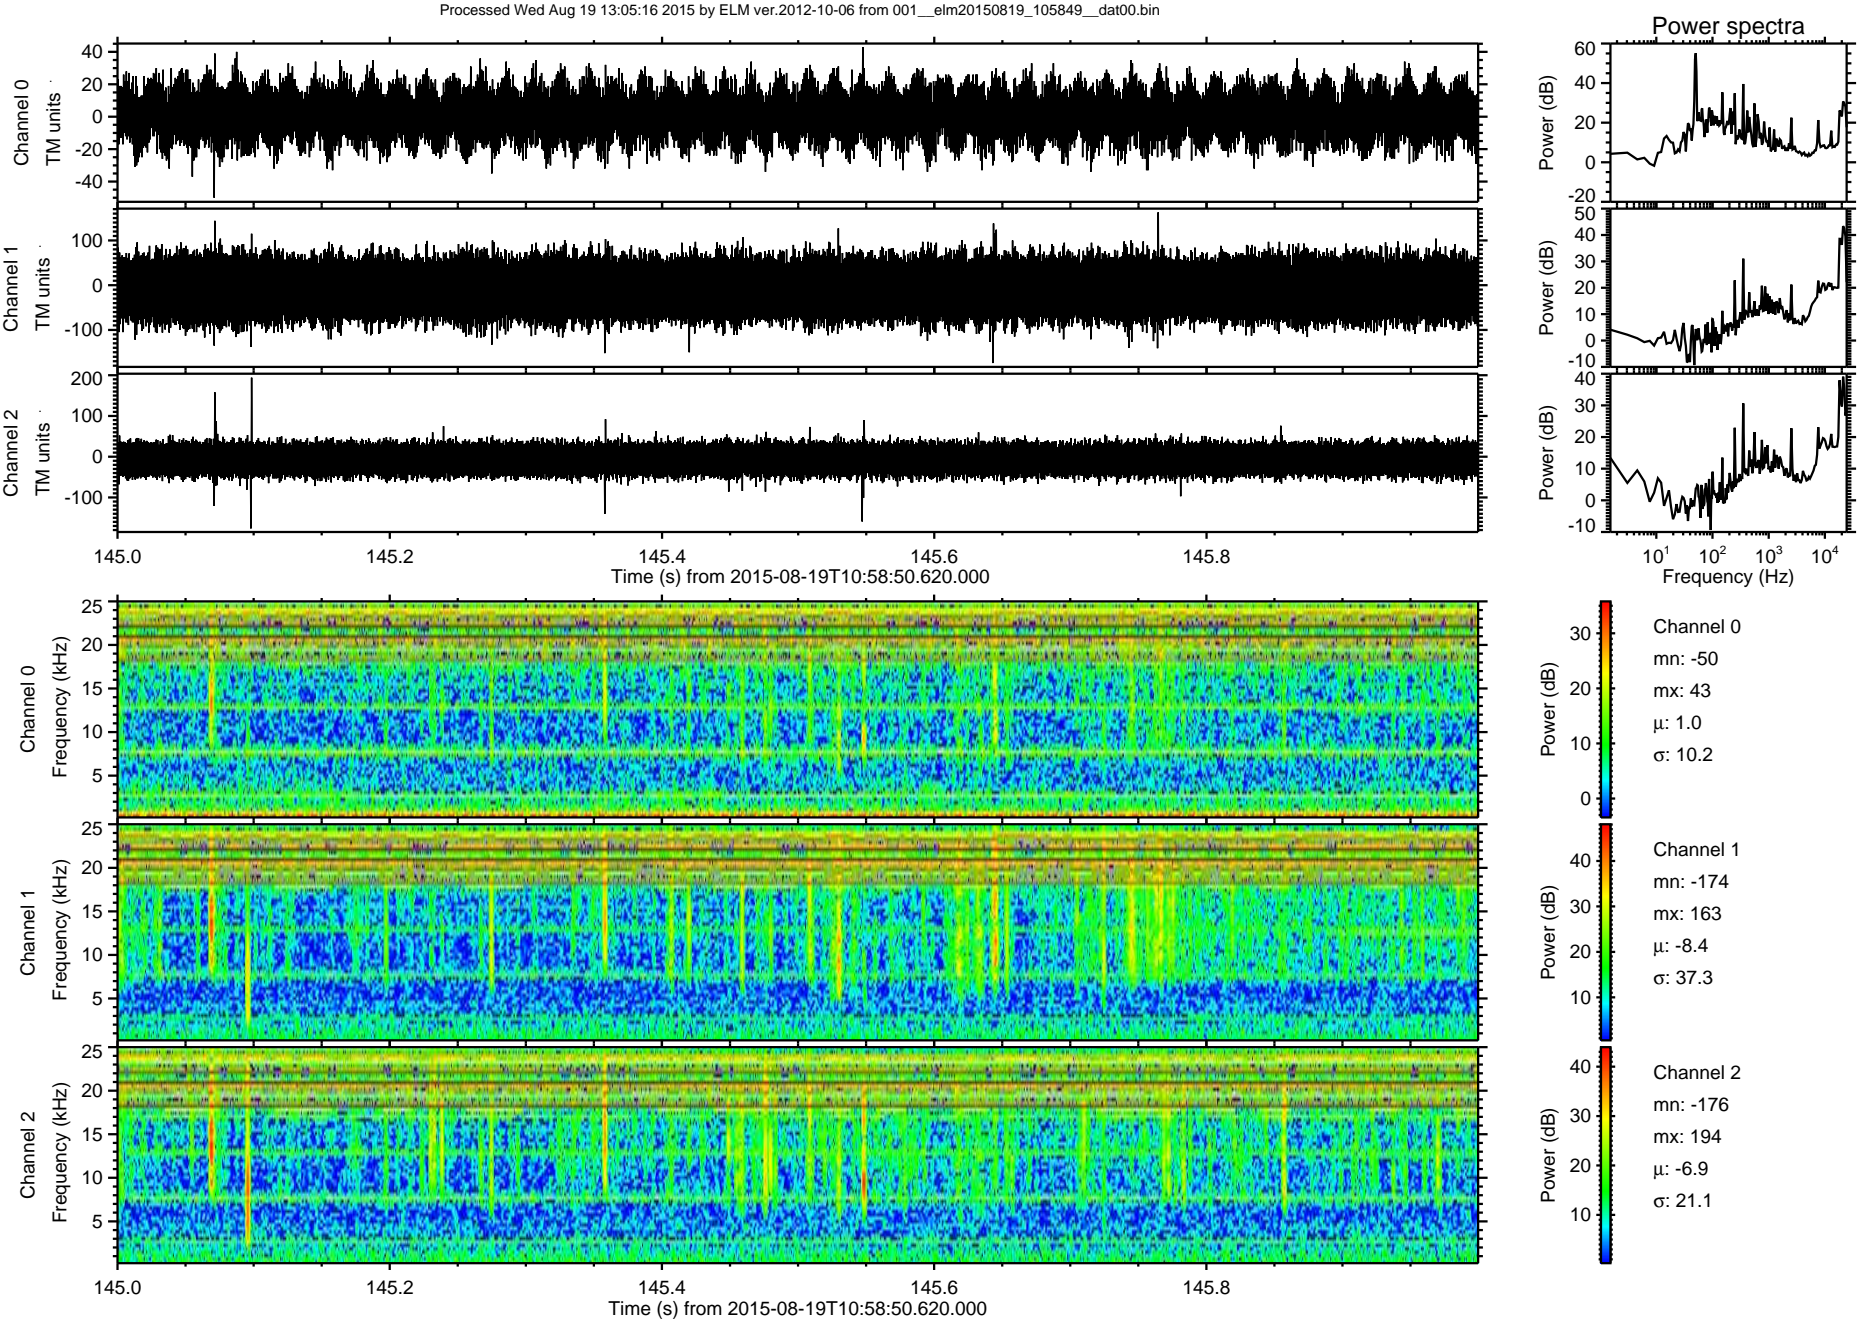 Processed Wed Aug 19 13:05:16 2015 by ELM ver.2012-10-06 from 001__elm20150819_105849__dat00.bin
Power spectra
Channel 0
TM units
40
20
0
-20
-40
Power (dB)
60
40
20
0
-20
Channel 1
TM units
100
0
-100
Power (dB)
50
40
30
20
10
0
-10
Channel 2
TM units
200
100
0
-100
Power (dB)
40
30
20
10
0
-10
145.0 145.2 145.4 145.6 145.8
Time (s) from 2015-08-19T10:58:50.620.000
10¹ 10² 10³ 10⁴
Frequency (Hz)
Channel 0
Frequency (kHz)
25
20
15
10
5
Power (dB)
30
20
10
0
Channel 0
mn: -50
mx: 43
μ: 1.0
σ: 10.2
Channel 1
Frequency (kHz)
25
20
15
10
5
Power (dB)
40
30
20
10
Channel 1
mn: -174
mx: 163
μ: -8.4
σ: 37.3
Channel 2
Frequency (kHz)
25
20
15
10
5
Power (dB)
40
30
20
10
Channel 2
mn: -176
mx: 194
μ: -6.9
σ: 21.1
145.0 145.2 145.4 145.6 145.8
Time (s) from 2015-08-19T10:58:50.620.000